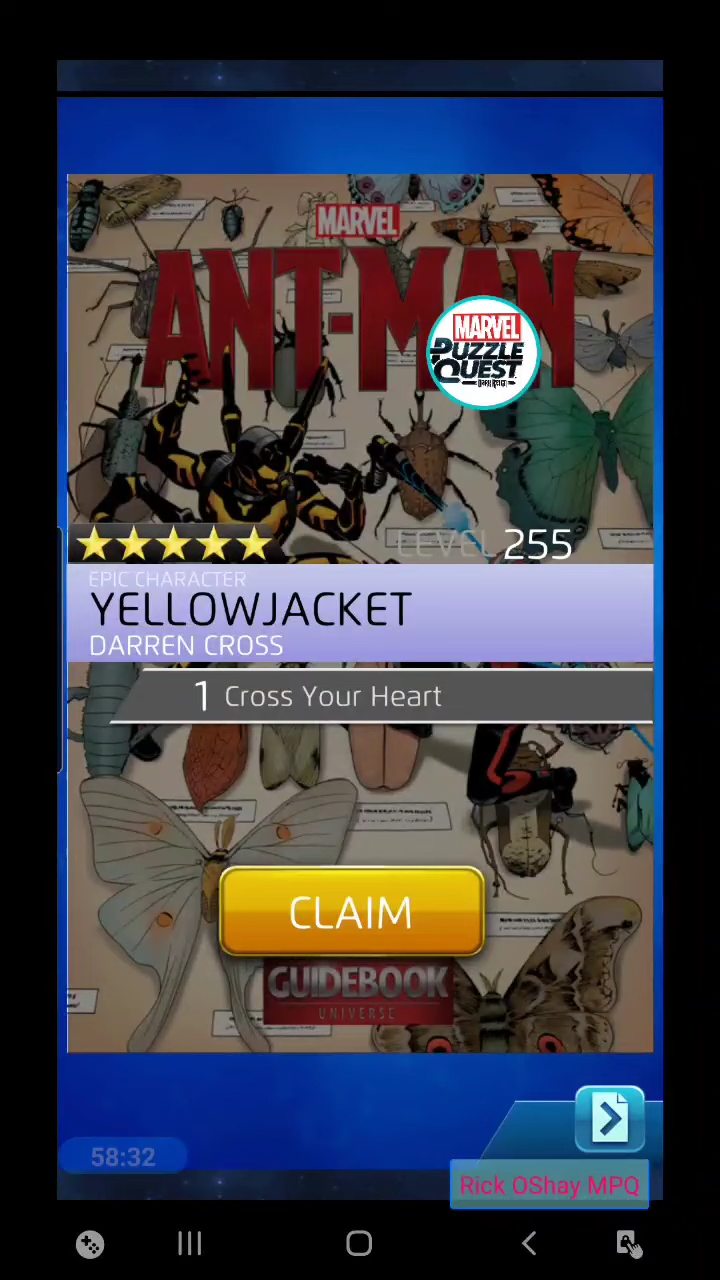 MARVEL
ANT-MAN
MARVEL
PUZZLE
QUEST
LEVEL 255
EPIC CHARACTER
YELLOWJACKET
DARREN CROSS
1 Cross Your Heart
CLAIM
GUIDEBOOK
UNIVERSE
58:32
Rick OShay MPQ